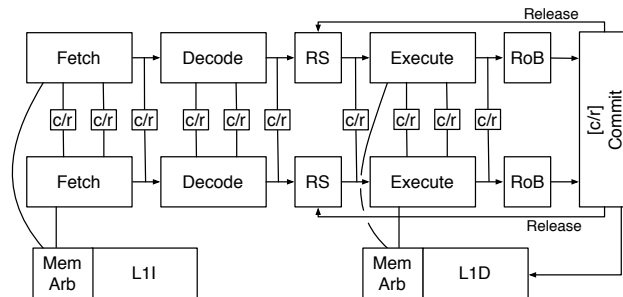 Release
Fetch
Decode
RS
Execute
RoB
[c/r]
Commit
c/r
c/r
c/r
c/r
c/r
c/r
c/r
c/r
c/r
c/r
Fetch
Decode
RS
Execute
RoB
Release
Mem
Arb
L1I
Mem
Arb
L1D